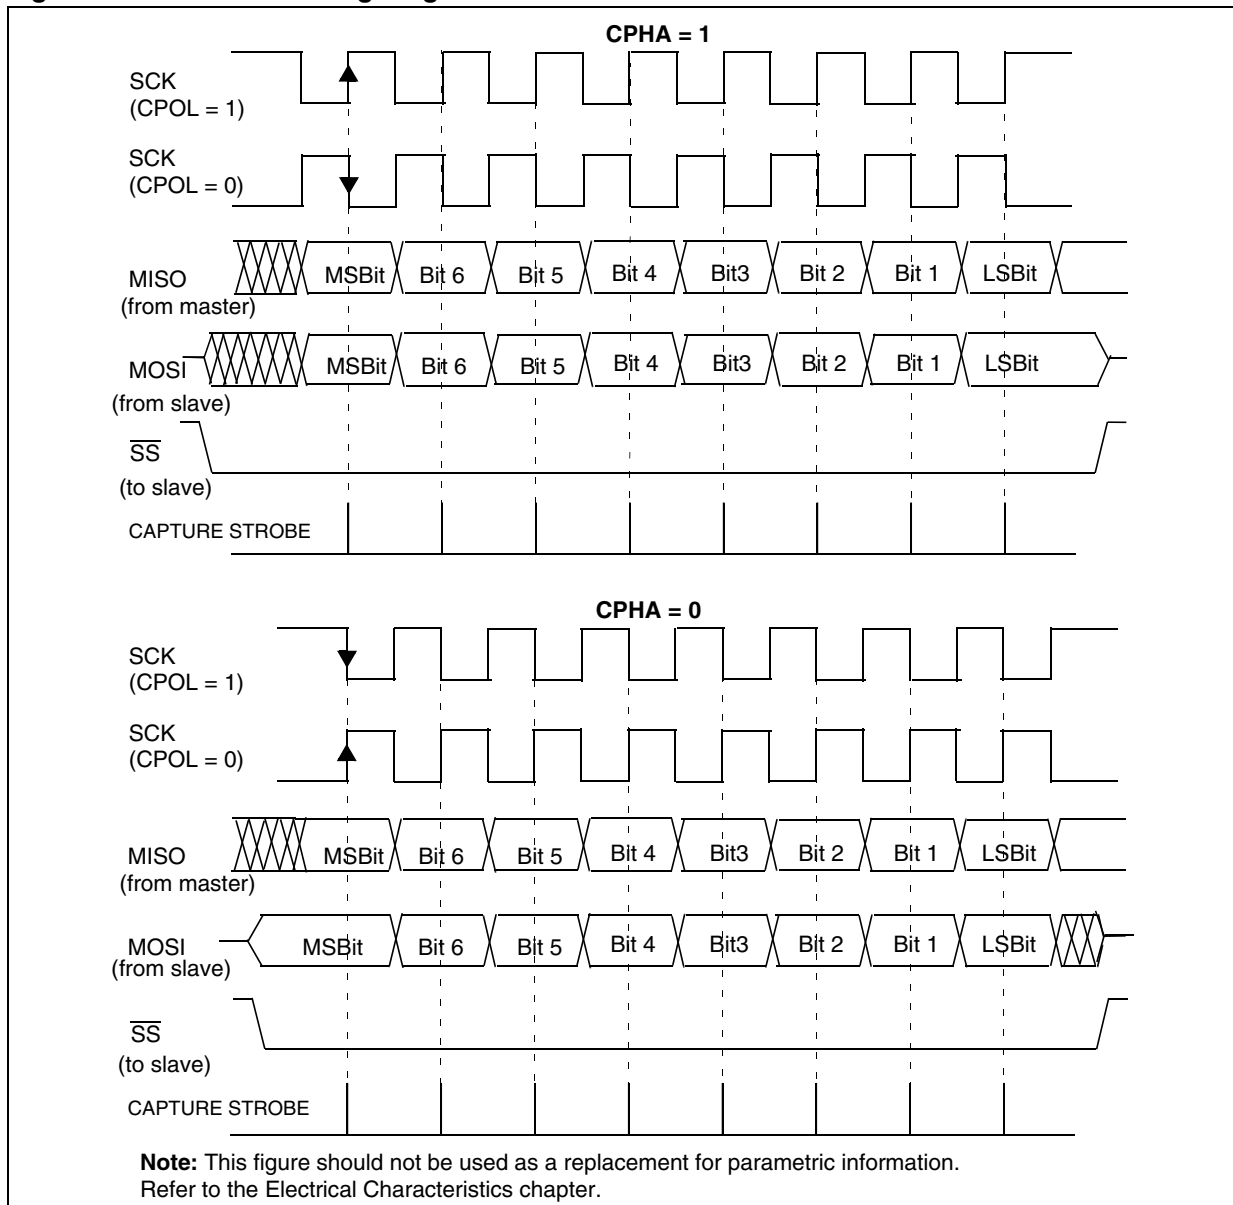 CPHA = 1
SCK
(CPOL = 1)
SCK
(CPOL = 0)
MISO
(from master)
MSBit Bit 6 Bit 5 Bit 4 Bit3 Bit 2 Bit 1 LSBit
MOSI
(from slave)
MSBit Bit 6 Bit 5 Bit 4 Bit3 Bit 2 Bit 1 LSBit
SS
(to slave)
CAPTURE STROBE
CPHA = 0
SCK
(CPOL = 1)
SCK
(CPOL = 0)
MISO
(from master)
MSBit Bit 6 Bit 5 Bit 4 Bit3 Bit 2 Bit 1 LSBit
MOSI
(from slave)
MSBit Bit 6 Bit 5 Bit 4 Bit3 Bit 2 Bit 1 LSBit
SS
(to slave)
CAPTURE STROBE
Note: This figure should not be used as a replacement for parametric information.
Refer to the Electrical Characteristics chapter.